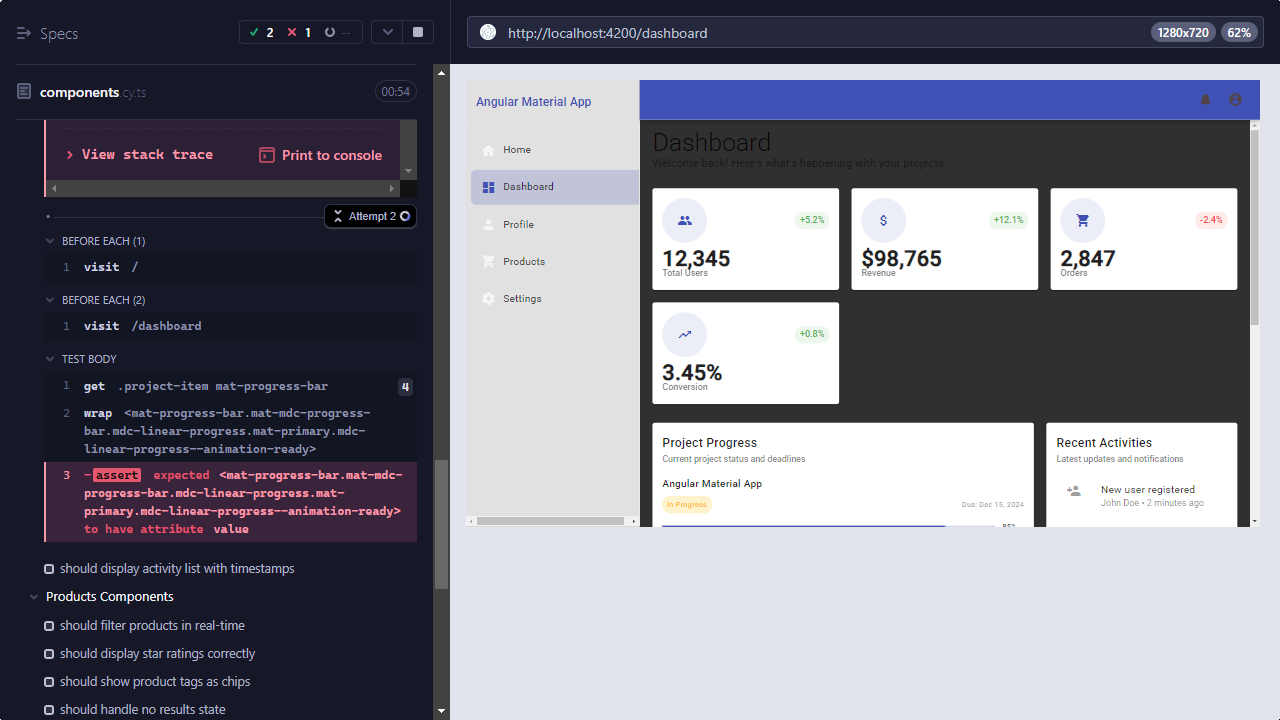 Specs
2
1
--
components.cy.ts
00:54
View stack trace
Print to console
Attempt 2
BEFORE EACH (1)
1 visit /
BEFORE EACH (2)
1 visit /dashboard
TEST BODY
1 get .project-item mat-progress-bar 4
2 wrap <mat-progress-bar.mat-mdc-progress-
bar.mdc-linear-progress.mat-primary.mdc-
linear-progress--animation-ready>
3 -assert expected <mat-progress-bar.mat-mdc-
progress-bar.mdc-linear-progress.mat-
primary.mdc-linear-progress--animation-ready>
to have attribute value
should display activity list with timestamps
Products Components
should filter products in real-time
should display star ratings correctly
should show product tags as chips
should handle no results state
http://localhost:4200/dashboard
1280x720
62%
Angular Material App
Home
Dashboard
Profile
Products
Settings
Dashboard
Welcome back! Here's what's happening with your projects.
+5.2%
12,345
Total Users
$
+12.1%
$98,765
Revenue
-2.4%
2,847
Orders
+0.8%
3.45%
Conversion
Project Progress
Current project status and deadlines
Angular Material App
In Progress
Due: Dec 15, 2024
85%
Recent Activities
Latest updates and notifications
New user registered
John Doe • 2 minutes ago